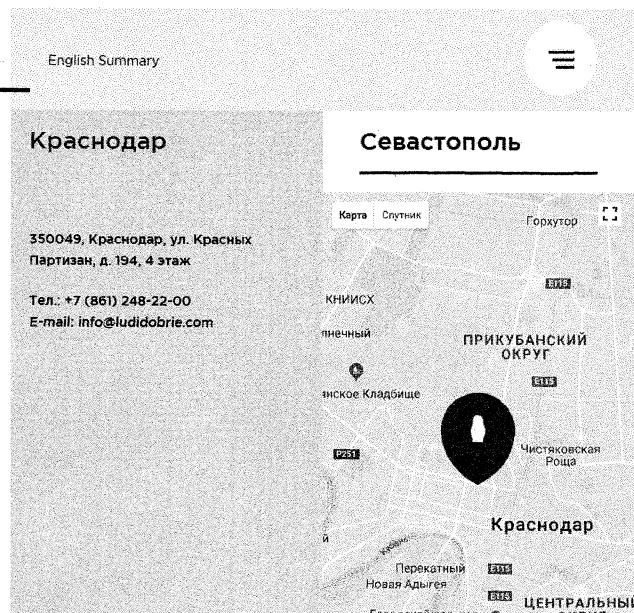 English Summary
Краснодар
Севастополь
350049, Краснодар, ул. Красных
Партизан, д. 194, 4 этаж
Тел.: +7 (861) 248-22-00
E-mail: info@ludidobrie.com
Карта
Спутник
Горхутор
E115
КНИИСХ
лнечный
ПРИКУБАНСКИЙ
ОКРУГ
E115
нское Кладбище
P251
Чистяковская
Роща
Краснодар
й
Кубань
Перекатный
E115
Новая Адыгея
E115
ЦЕНТРАЛЬНЫЙ